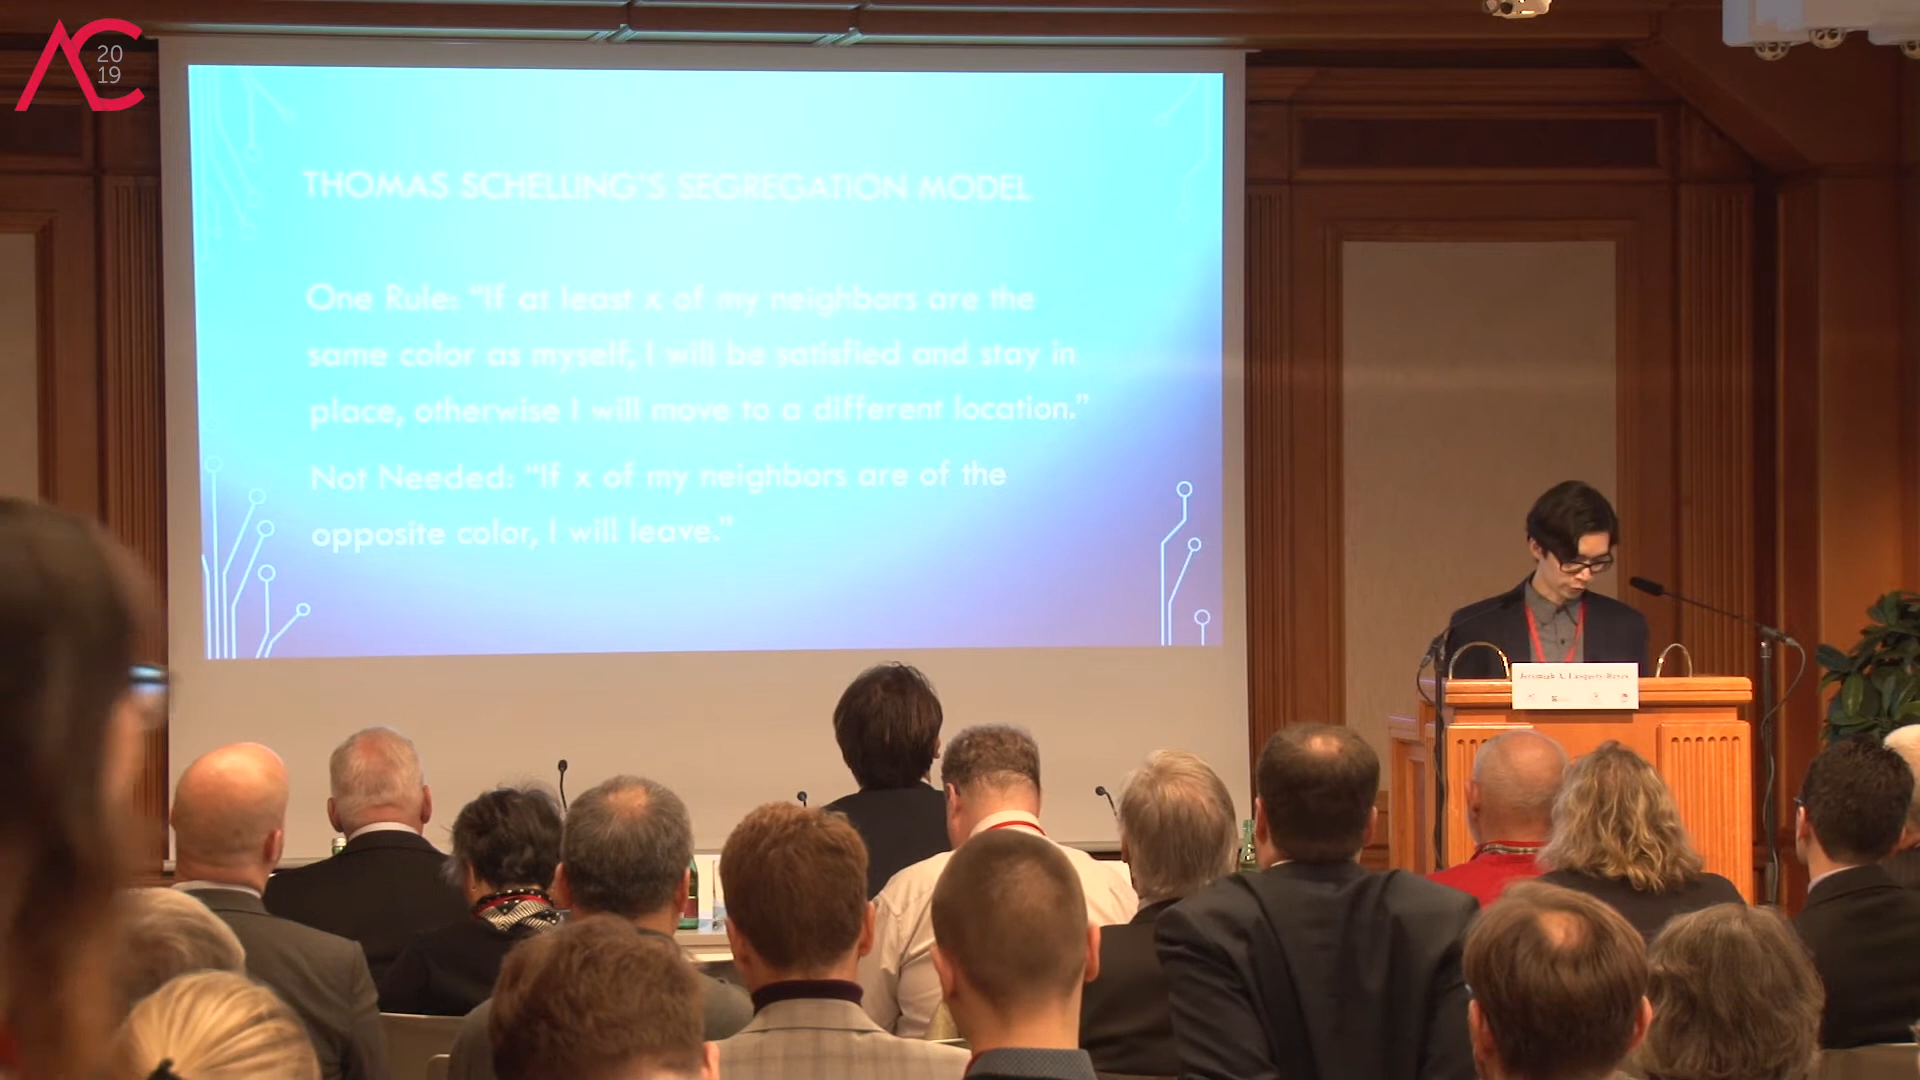 20
19
THOMAS SCHELLING'S SEGREGATION MODEL
One Rule: “If at least x of my neighbors are the
same color as myself, I will be satisfied and stay in
place, otherwise I will move to a different location.”
Not Needed: “If x of my neighbors are of the
opposite color, I will leave.”
Jeremiah A.